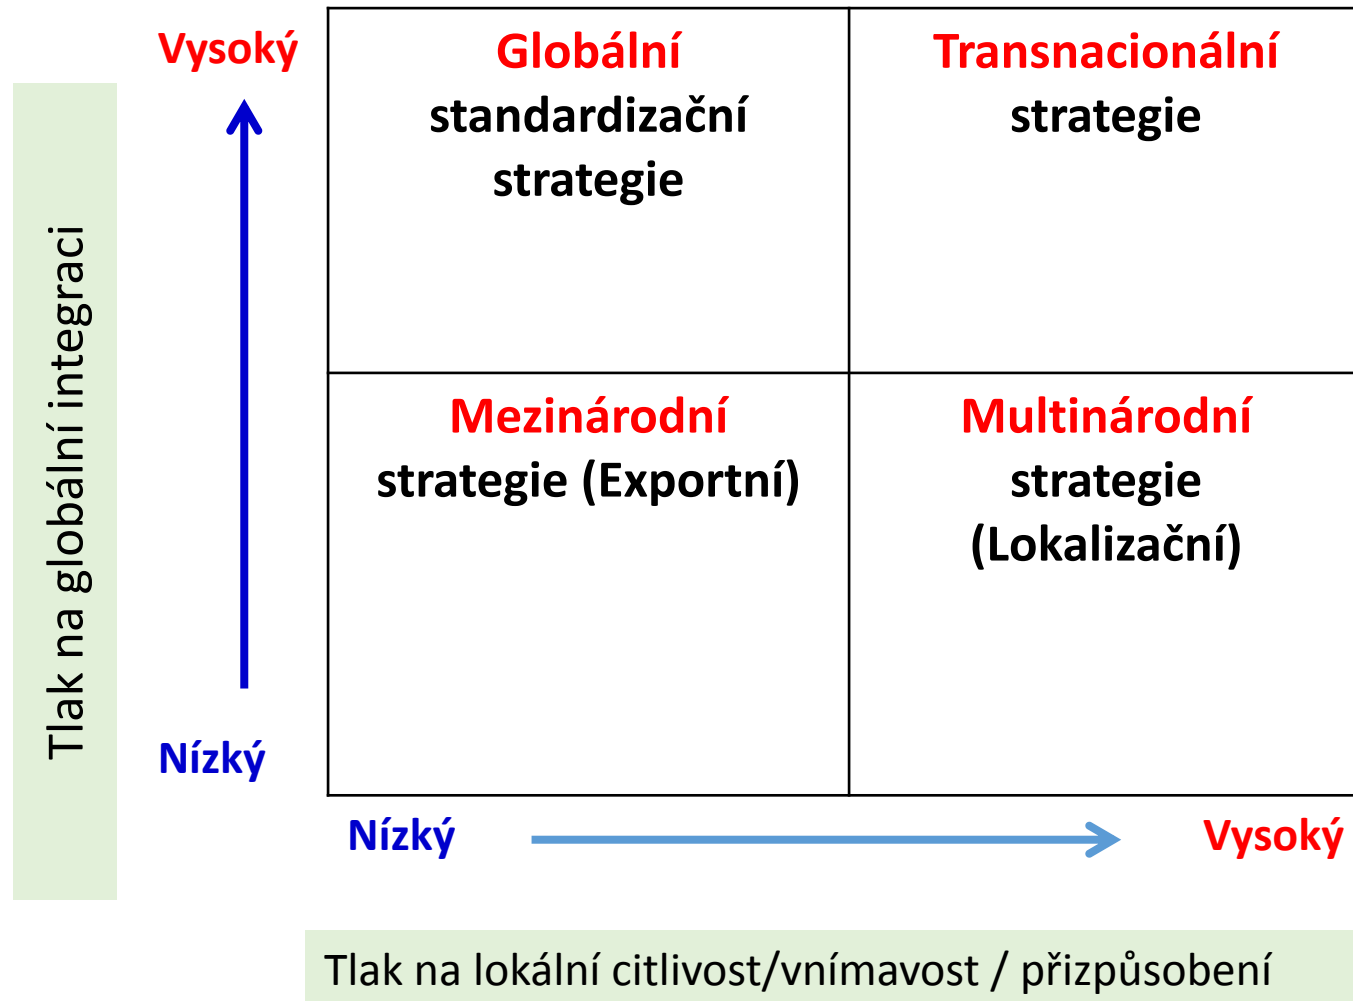 Vysoký
Globální
standardizační
strategie
Transnacionální
strategie
Tlak na globální integraci
Mezinárodní
strategie (Exportní)
Multinárodní
strategie
(Lokalizační)
Nízký
Nízký
Vysoký
Tlak na lokální citlivost/vnímavost / přizpůsobení